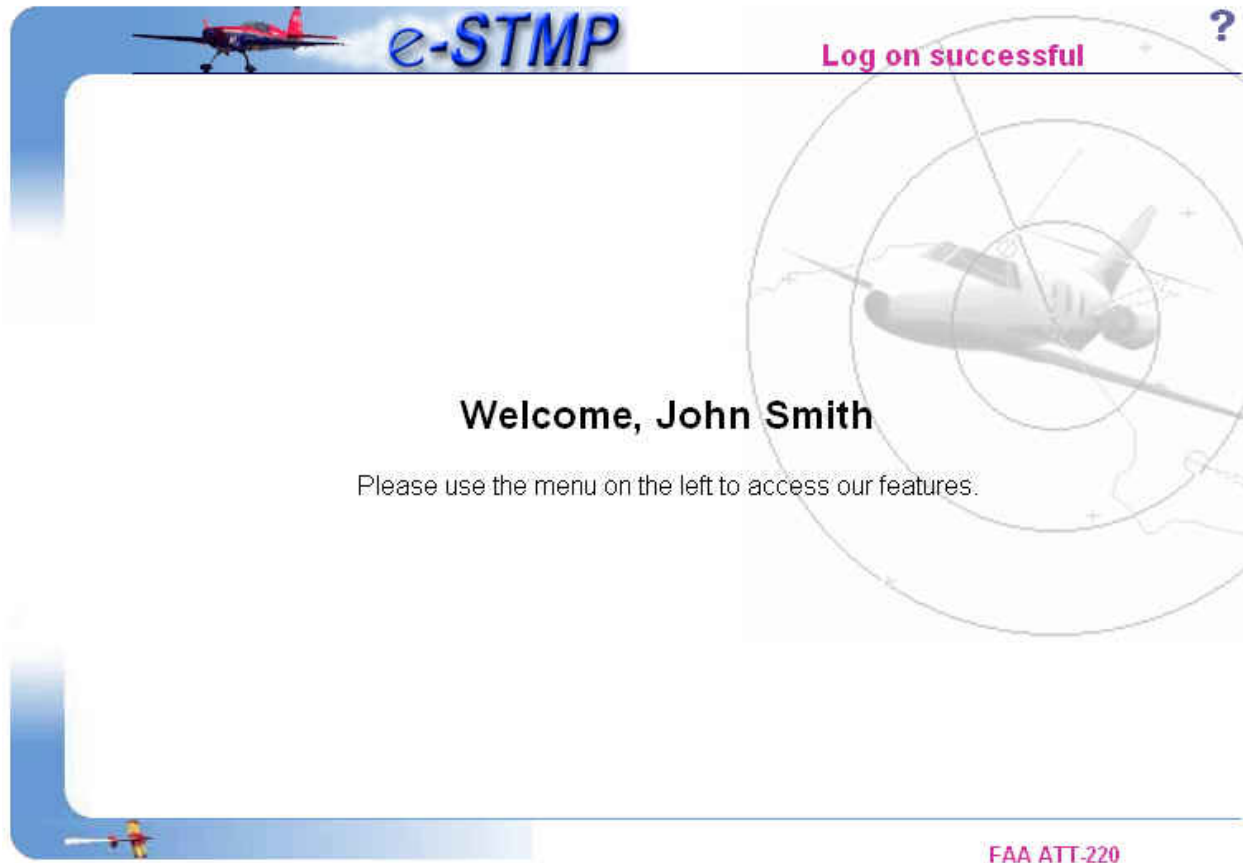 e-STMP
Log on successful
?
Welcome, John Smith
Please use the menu on the left to access our features.
FAA ATT-220